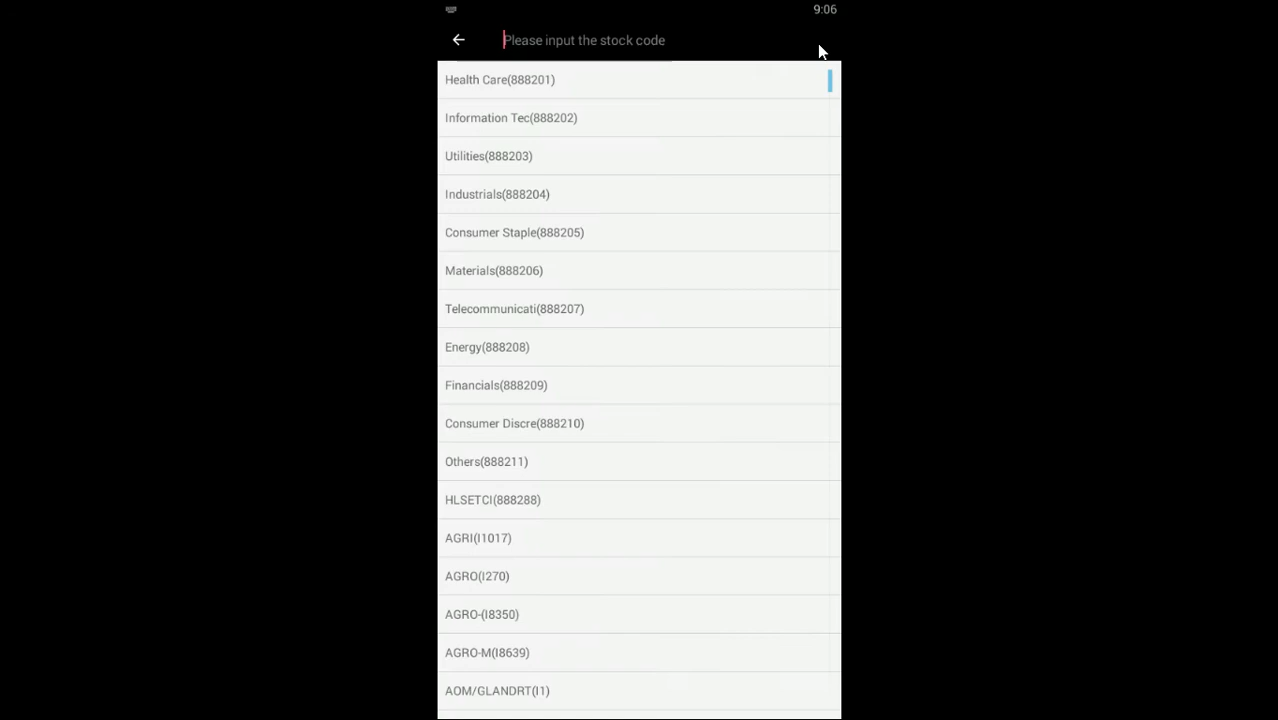 9:06
Please input the stock code
Health Care(888201)
Information Tec(888202)
Utilities(888203)
Industrials(888204)
Consumer Staple(888205)
Materials(888206)
Telecommunicati(888207)
Energy(888208)
Financials(888209)
Consumer Discre(888210)
Others(888211)
HLSETCI(888288)
AGRI(I1017)
AGRO(I270)
AGRO-(I8350)
AGRO-M(I8639)
AOM/GLANDRT(I1)